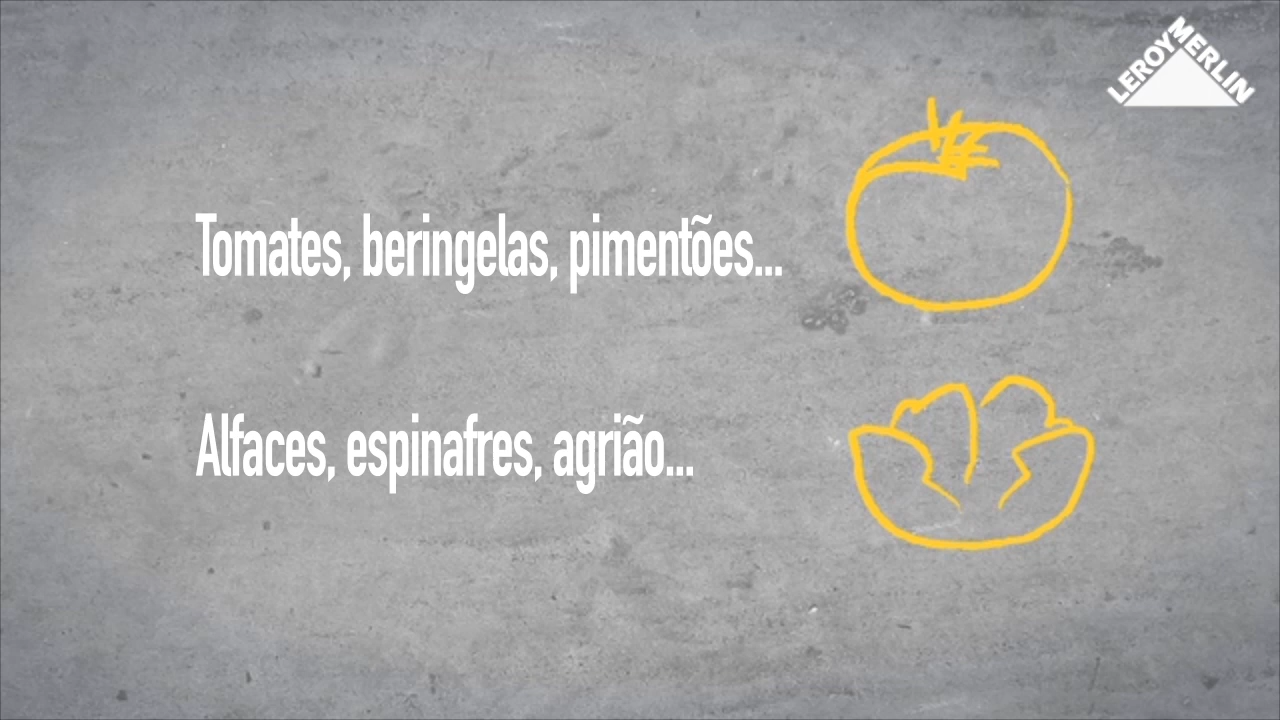 LEROY MERLIN
Tomates, beringelas, pimentões...
Alfaces, espinafres, agrião...